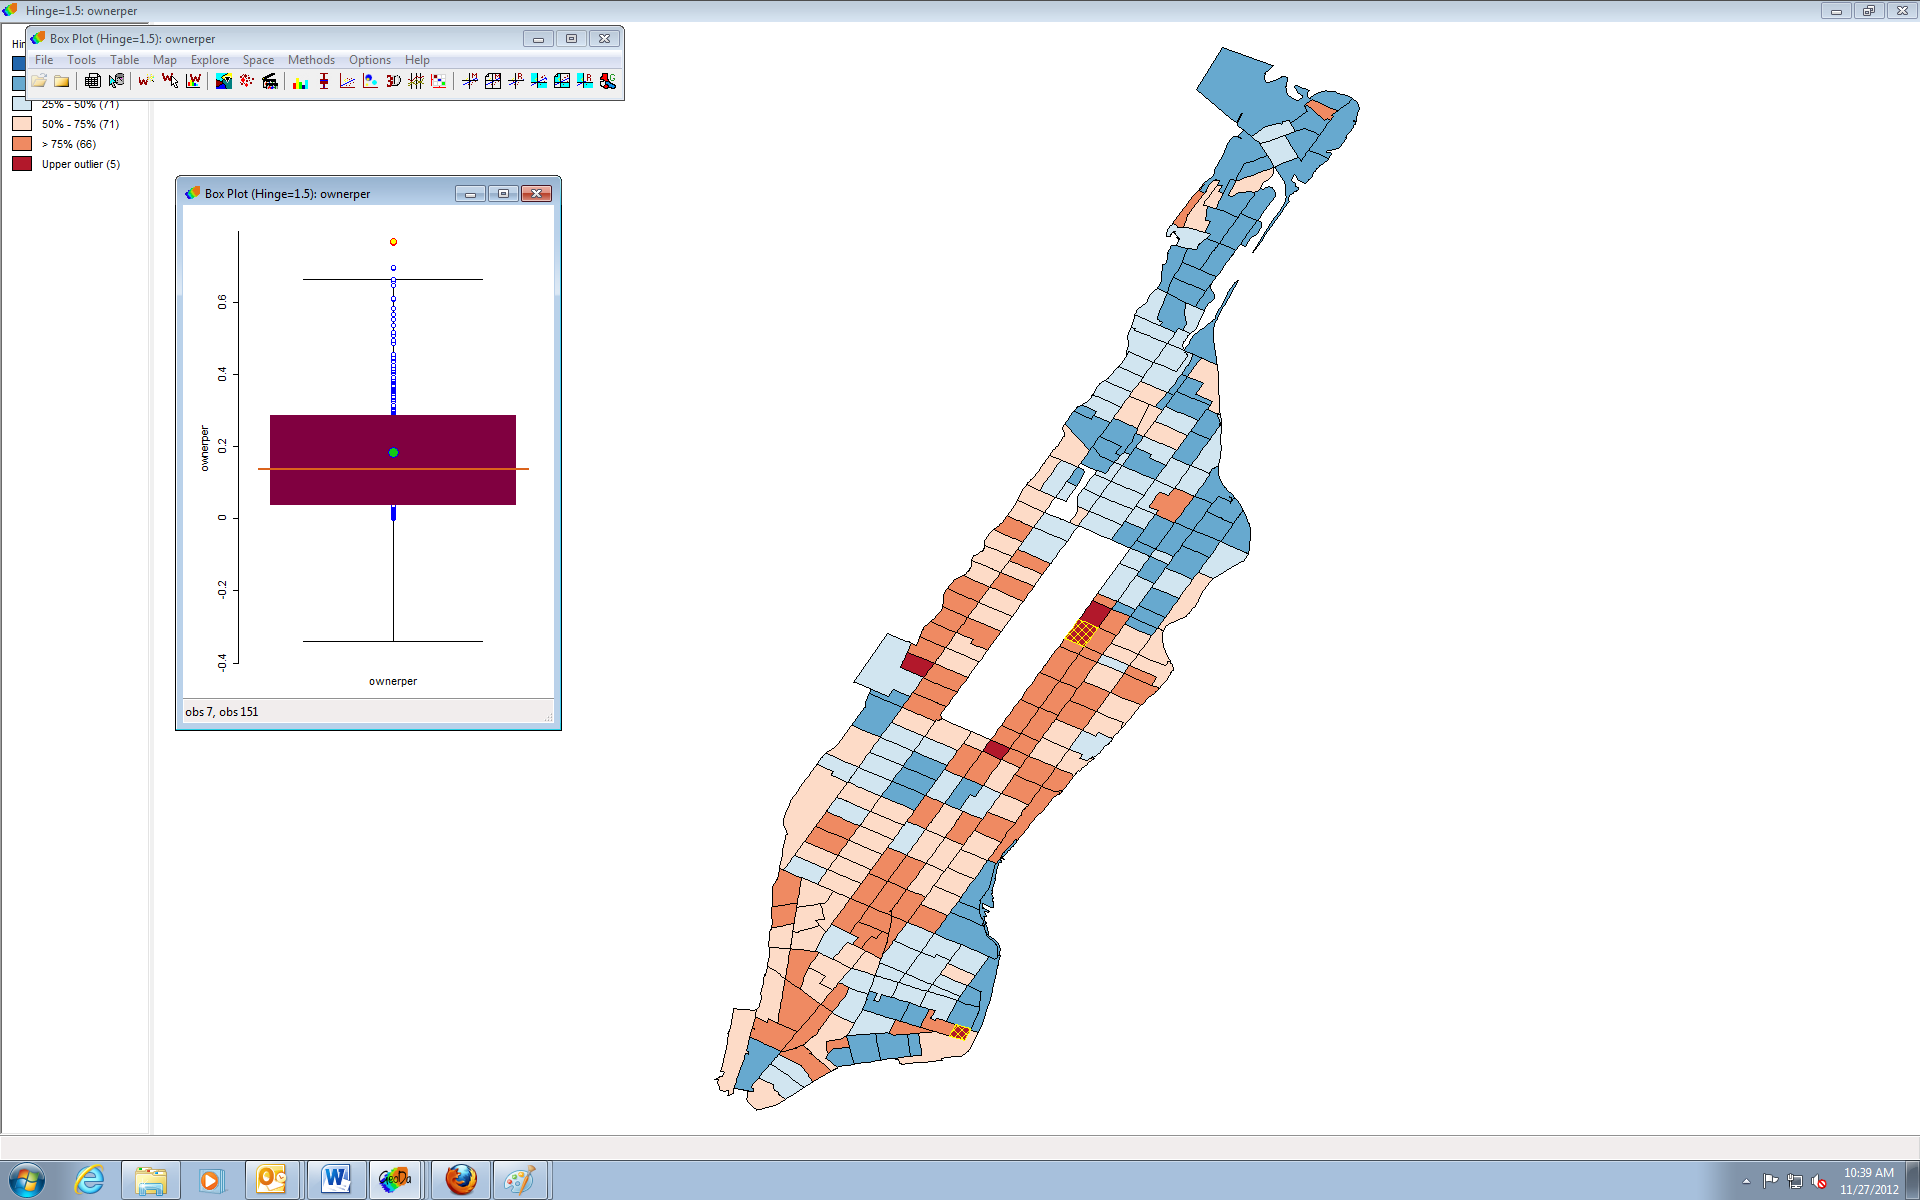 Hinge=1.5: ownerper
Box Plot (Hinge=1.5): ownerper
File Tools Table Map Explore Space Methods Options Help
25% - 50% (71)
50% - 75% (71)
> 75% (66)
Upper outlier (5)
Box Plot (Hinge=1.5): ownerper
0.6
0.4
0.2
0
-0.2
-0.4
ownerper
ownerper
obs 7, obs 151
GeoDa
10:39 AM
11/27/2012